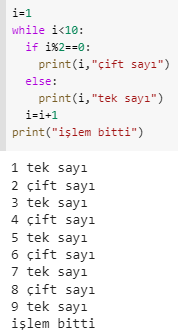 i=1
while i<10:
  if i%2==0:
    print(i,"çift sayı")
  else:
    print(i,"tek sayı")
  i=i+1
print("işlem bitti")
1 tek sayı
2 çift sayı
3 tek sayı
4 çift sayı
5 tek sayı
6 çift sayı
7 tek sayı
8 çift sayı
9 tek sayı
işlem bitti